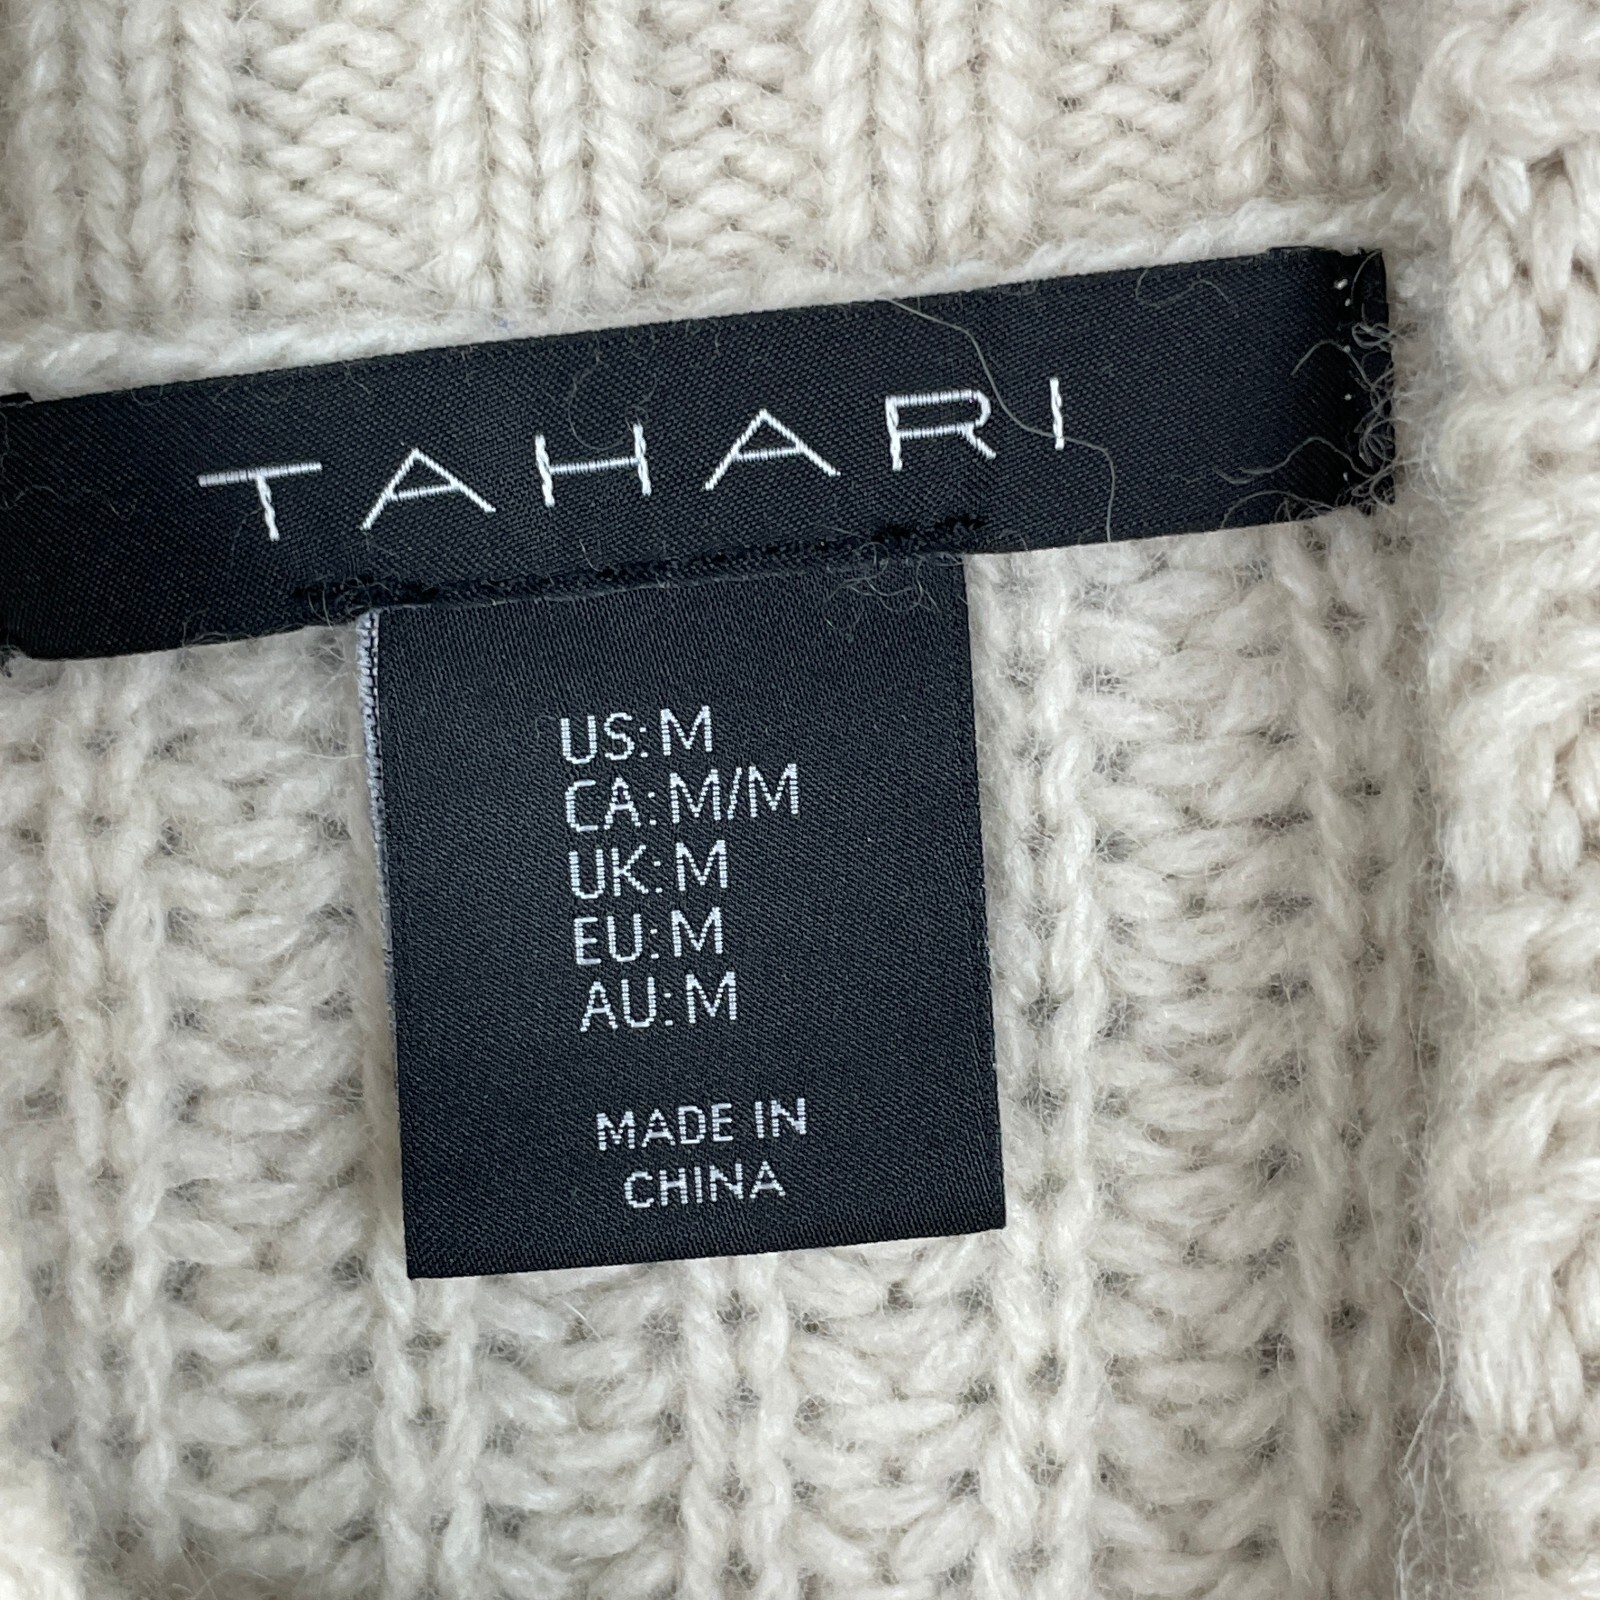 TAHARI
US: M
CA: M/M
UK: M
EU: M
AU: M
MADE IN
CHINA